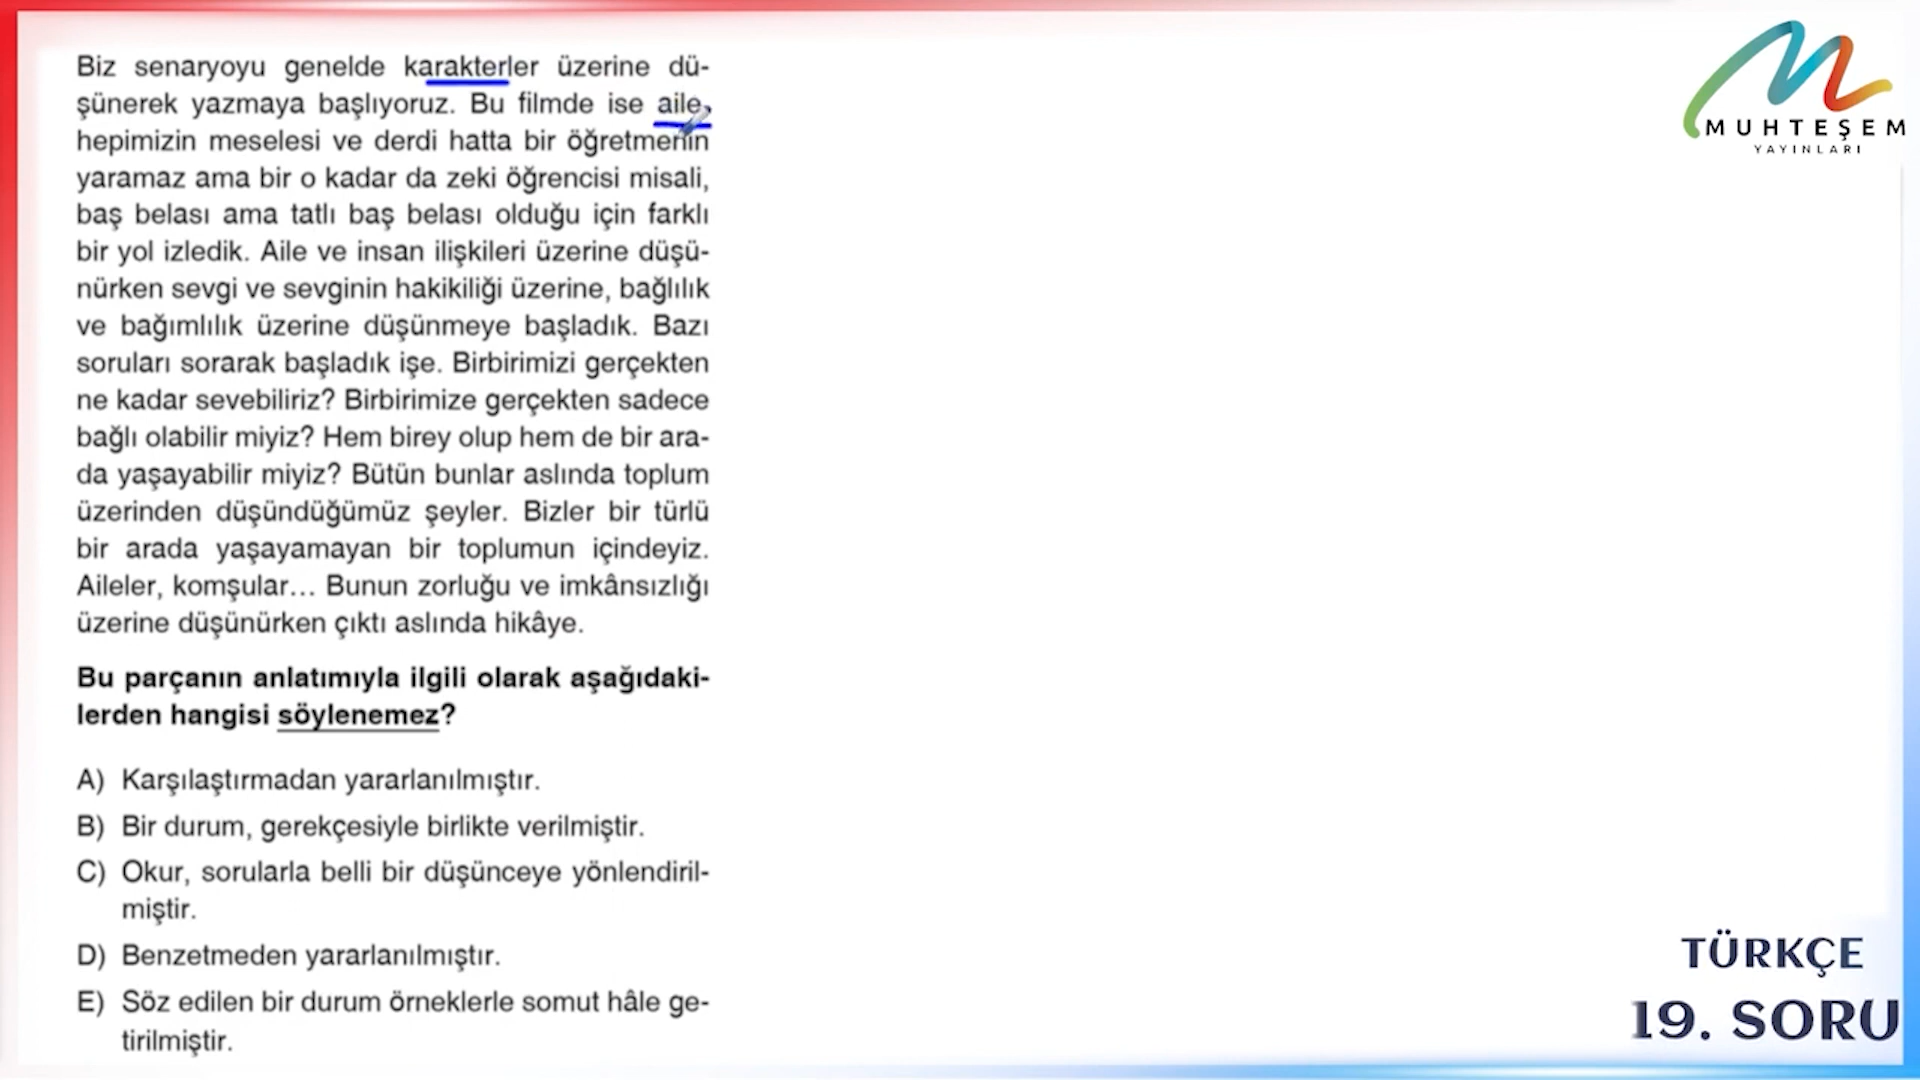 Biz senaryoyu genelde karakterler üzerine dü-
şünerek yazmaya başlıyoruz. Bu filmde ise aile,
hepimizin meselesi ve derdi hatta bir öğretmenin
yaramaz ama bir o kadar da zeki öğrencisi misali,
baş belası ama tatlı baş belası olduğu için farklı
bir yol izledik. Aile ve insan ilişkileri üzerine düşü-
nürken sevgi ve sevginin hakikiliği üzerine, bağlılık
ve bağımlılık üzerine düşünmeye başladık. Bazı
soruları sorarak başladık işe. Birbirimizi gerçekten
ne kadar sevebiliriz? Birbirimize gerçekten sadece
bağlı olabilir miyiz? Hem birey olup hem de bir ara-
da yaşayabilir miyiz? Bütün bunlar aslında toplum
üzerinden düşündüğümüz şeyler. Bizler bir türlü
bir arada yaşayamayan bir toplumun içindeyiz.
Aileler, komşular... Bunun zorluğu ve imkânsızlığı
üzerine düşünürken çıktı aslında hikâye.
Bu parçanın anlatımıyla ilgili olarak aşağıdaki-
lerden hangisi söylenemez?
A) Karşılaştırmadan yararlanılmıştır.
B) Bir durum, gerekçesiyle birlikte verilmiştir.
C) Okur, sorularla belli bir düşünceye yönlendiril-
miştir.
D) Benzetmeden yararlanılmıştır.
E) Söz edilen bir durum örneklerle somut hâle ge-
tirilmiştir.
MUHTEŞEM
YAYINLARI
TÜRKÇE
19. SORU